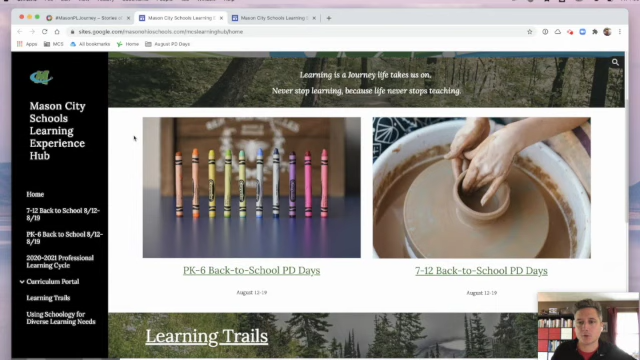 #MasonPLJourney – Stories of
Mason City Schools Learning E
Mason City Schools Learning E
sites.google.com/masonohioschools.com/mcslearninghub/home
Apps
MCS
All Bookmarks
Home
August PD Days
Learning is a Journey life takes us on.
Never stop learning, because life never stops teaching.
Mason City
Schools
Learning
Experience
Hub
Home
7-12 Back to School 8/12-
8/19
PK-6 Back to School 8/12-
8/19
2020-2021 Professional
Learning Cycle
Curriculum Portal
Learning Trails
Using Schoology for
Diverse Learning Needs
PK-6 Back-to-School PD Days
August 12-19
7-12 Back-to-School PD Days
August 12-19
Learning Trails